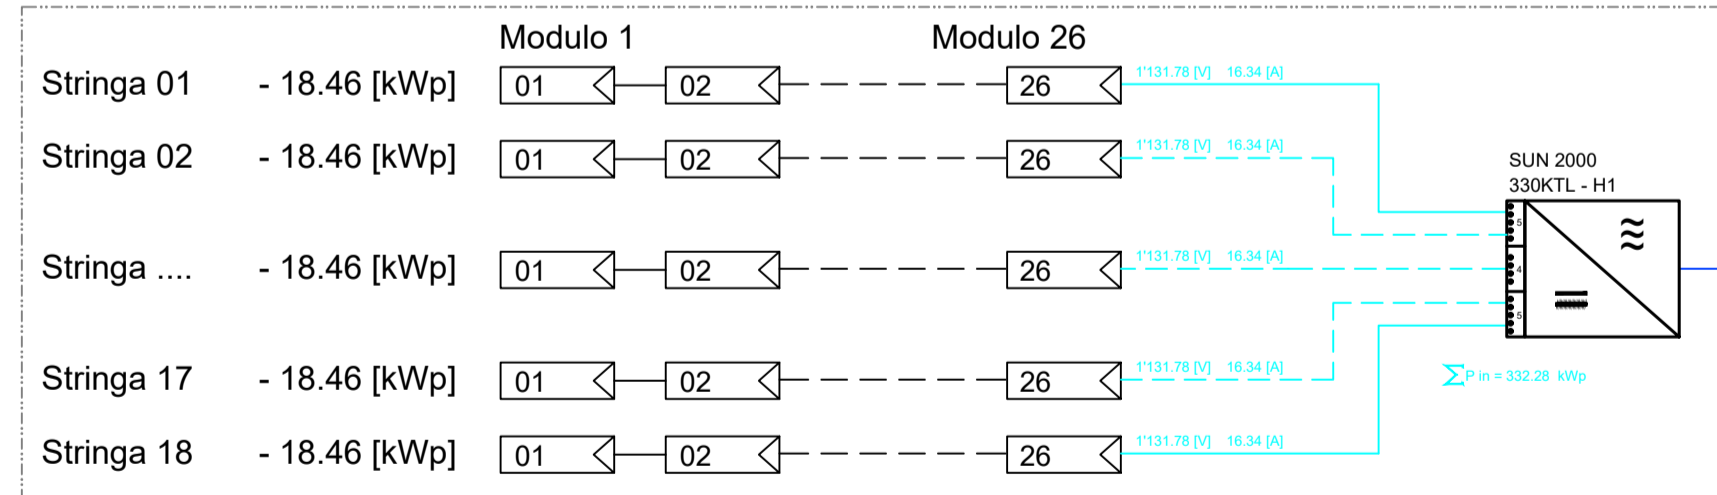 Modulo 1 Modulo 26
Stringa 01 - 18.46 [kWp] 01 02 26 1'131.78 [V] 16.34 [A]
Stringa 02 - 18.46 [kWp] 01 02 26 1'131.78 [V] 16.34 [A]
SUN 2000
330KTL - H1
5
Stringa .... - 18.46 [kWp] 01 02 26 1'131.78 [V] 16.34 [A]
4
5
Stringa 17 - 18.46 [kWp] 01 02 26 1'131.78 [V] 16.34 [A]
∑P in = 332.28 kWp
Stringa 18 - 18.46 [kWp] 01 02 26 1'131.78 [V] 16.34 [A]